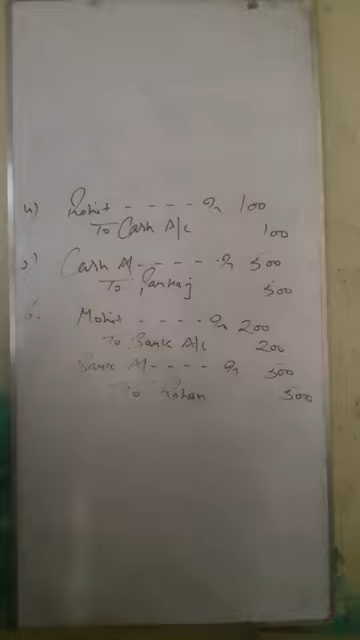 4) Rohit - - - - - Dr 100
To Cash A/c 100
5) Cash A/c - - - - - Dr 500
To Pankaj 500
Mohit - - - - Dr 200
To Bank A/c 200
Bank A/c - - - - Dr 500
To Rohan 500